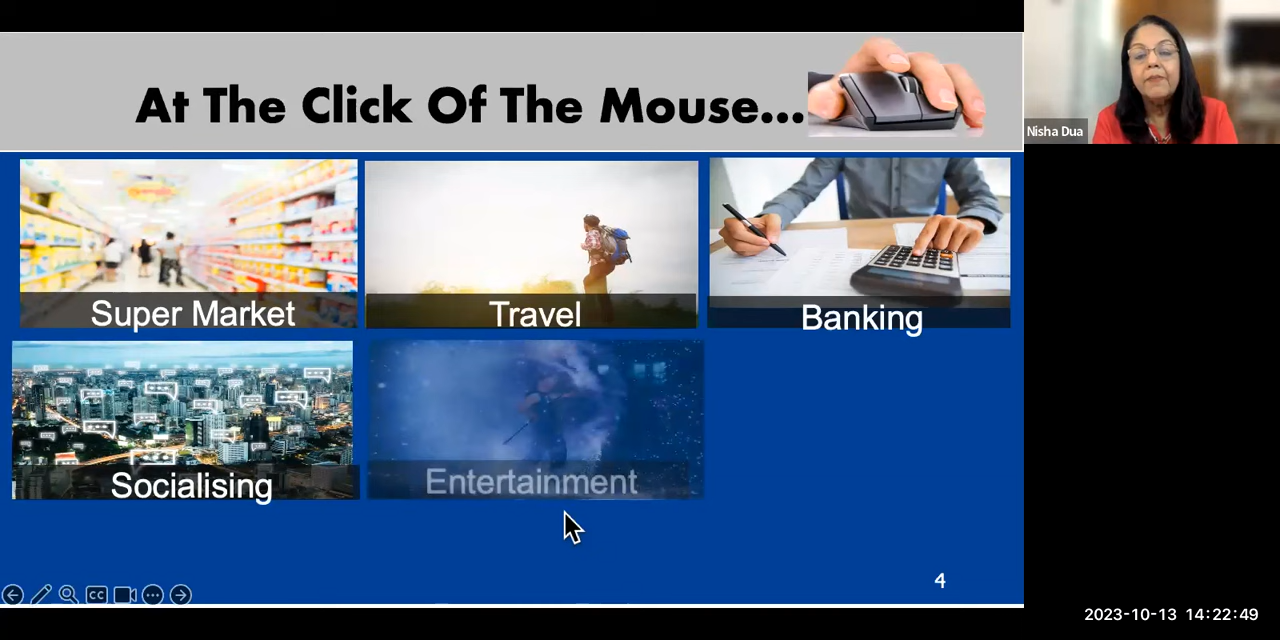 At The Click Of The Mouse...
Nisha Dua
Super Market
Travel
Banking
Socialising
Entertainment
CC
4
2023-10-13 14:22:49